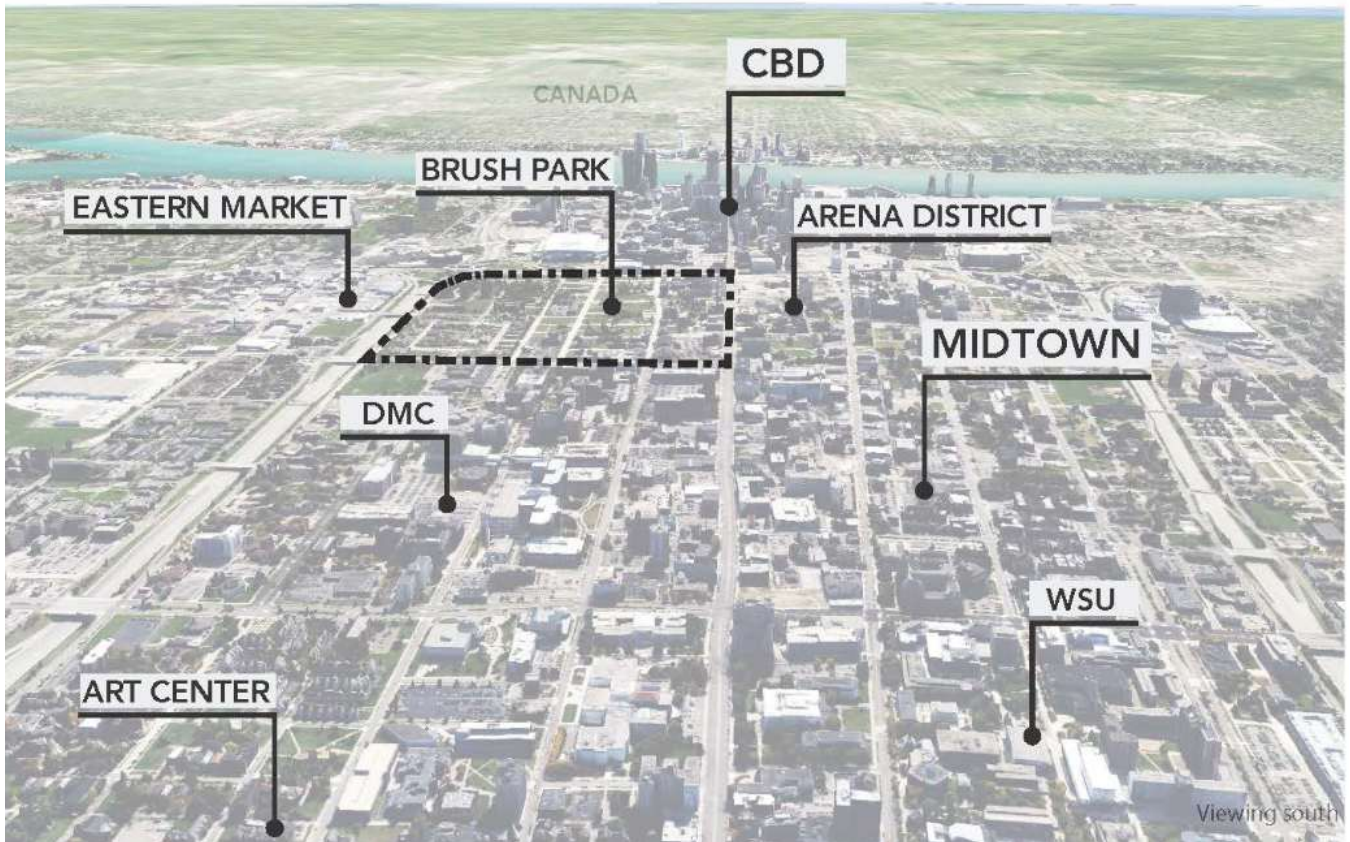 CBD
CANADA
BRUSH PARK
EASTERN MARKET
ARENA DISTRICT
MIDTOWN
DMC
WSU
ART CENTER
Viewing south